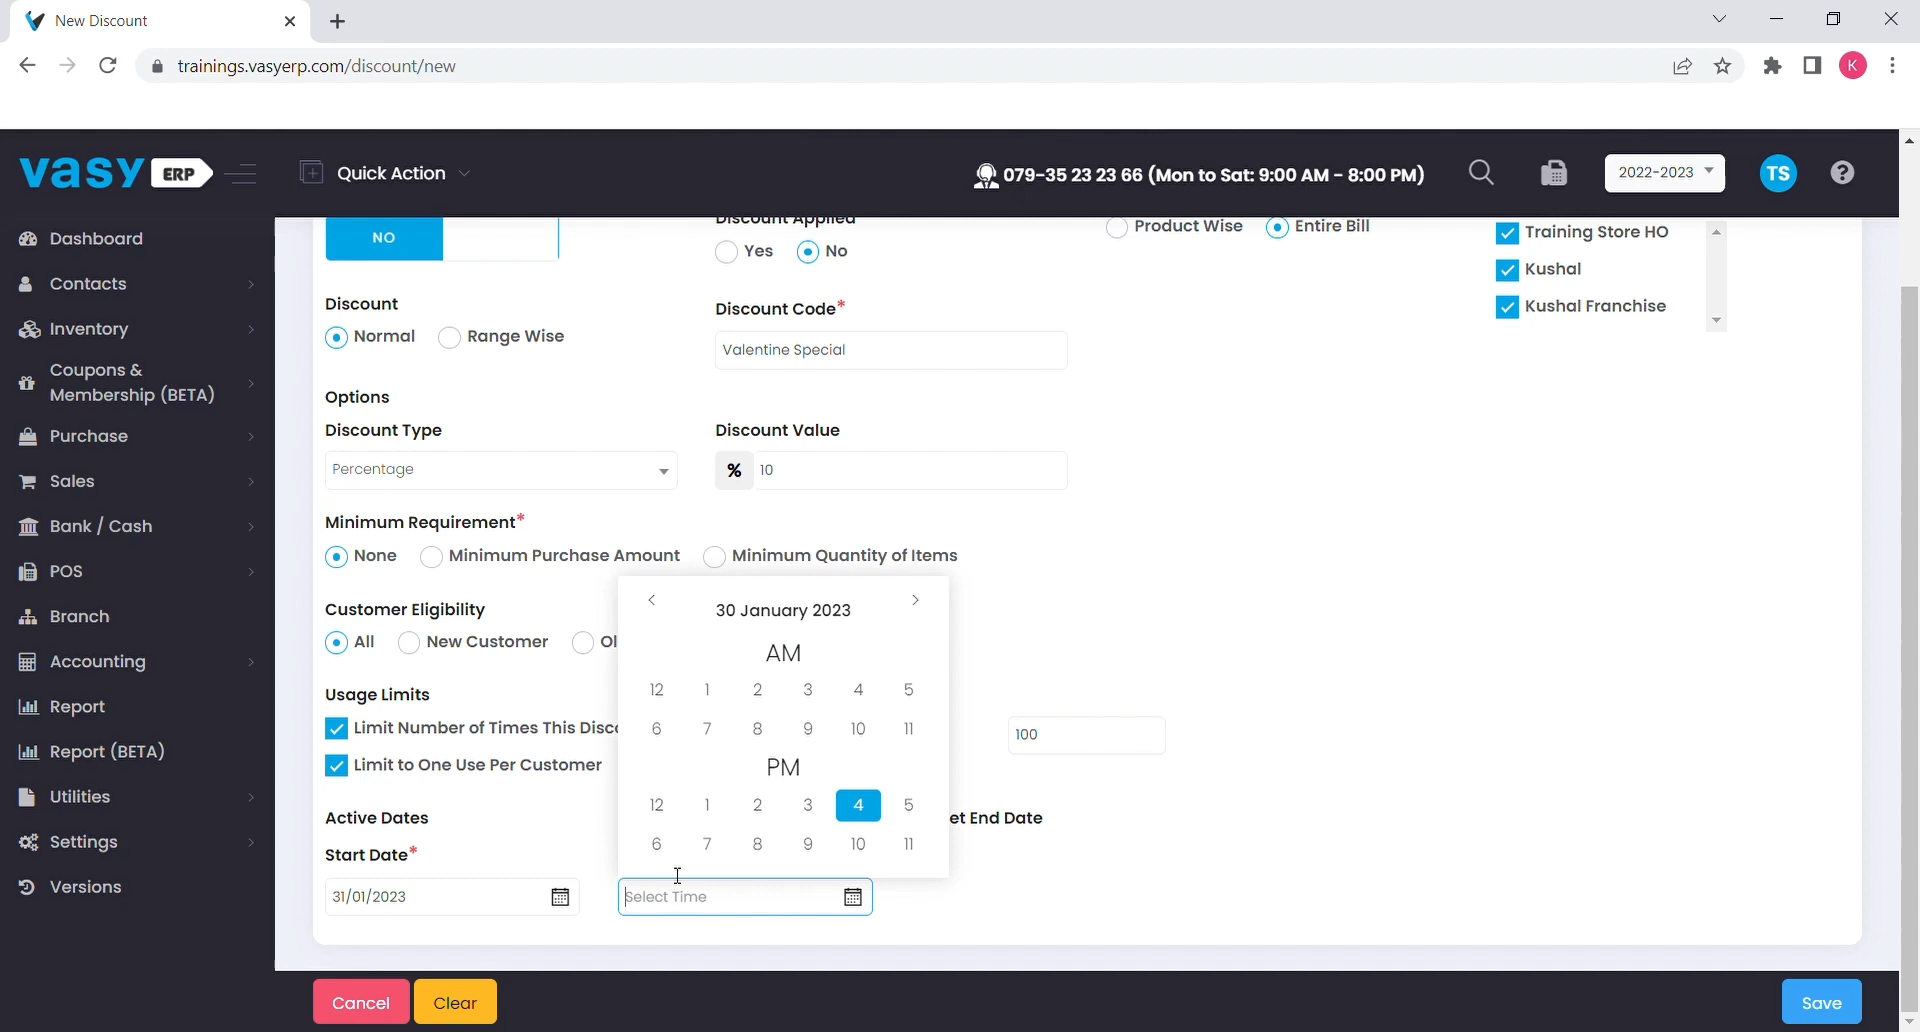 New Discount
trainings.vasyerp.com/discount/new
K
vasy ERP
Quick Action
079-35 23 23 66 (Mon to Sat: 9:00 AM - 8:00 PM)
2022-2023
TS
Dashboard
Contacts
Inventory
Coupons &
Membership (BETA)
Purchase
Sales
Bank / Cash
POS
Branch
Accounting
Report
Report (BETA)
Utilities
Settings
Versions
NO
Discount Applied
Yes No
Product Wise Entire Bill
Training Store HO
Kushal
Kushal Franchise
Discount
Normal Range Wise
Discount Code*
Valentine Special
Options
Discount Type
Percentage
Discount Value
% 10
Minimum Requirement*
None Minimum Purchase Amount Minimum Quantity of Items
Customer Eligibility
All New Customer Ol
Usage Limits
Limit Number of Times This Disco
100
Limit to One Use Per Customer
Active Dates
et End Date
Start Date*
31/01/2023
Select Time
30 January 2023
AM
12 1 2 3 4 5
6 7 8 9 10 11
PM
12 1 2 3 4 5
6 7 8 9 10 11
Cancel Clear
Save